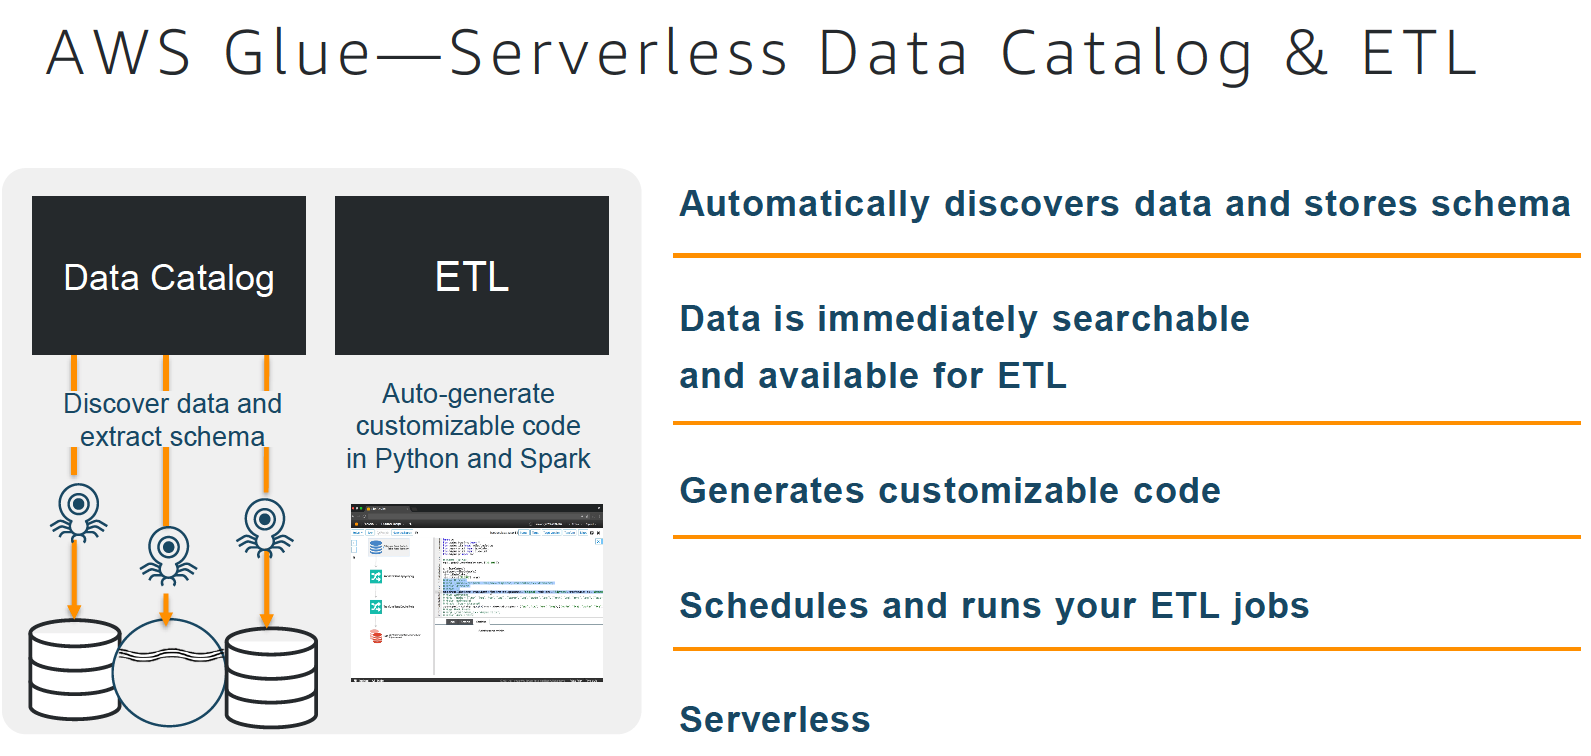 AWS Glue—Serverless Data Catalog & ETL
Data Catalog
ETL
Discover data and
extract schema
Auto-generate
customizable code
in Python and Spark
Automatically discovers data and stores schema
Data is immediately searchable
and available for ETL
Generates customizable code
Schedules and runs your ETL jobs
Serverless